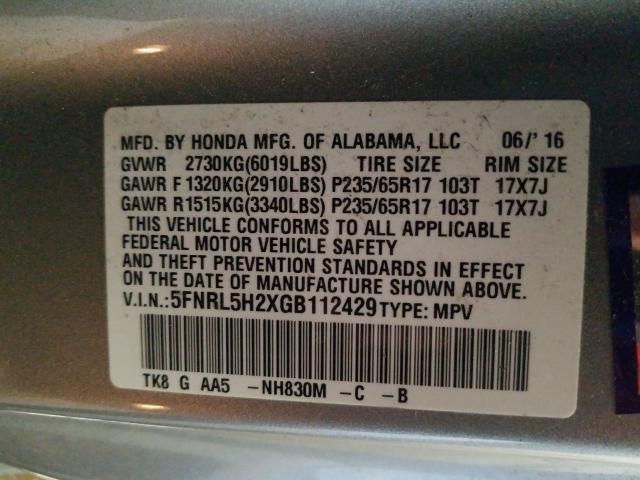 MFD. BY HONDA MFG. OF ALABAMA, LLC 06/'16
GVWR 2730KG(6019LBS) TIRE SIZE RIM SIZE
GAWR F 1320KG(2910LBS) P235/65R17 103T 17X7J
GAWR R1515KG(3340LBS) P235/65R17 103T 17X7J
THIS VEHICLE CONFORMS TO ALL APPLICABLE
FEDERAL MOTOR VEHICLE SAFETY
AND THEFT PREVENTION STANDARDS IN EFFECT
ON THE DATE OF MANUFACTURE SHOWN ABOVE.
V.I.N.:5FNRL5H2XGB112429 TYPE: MPV
TK8 G AA5 -NH830M -C -B